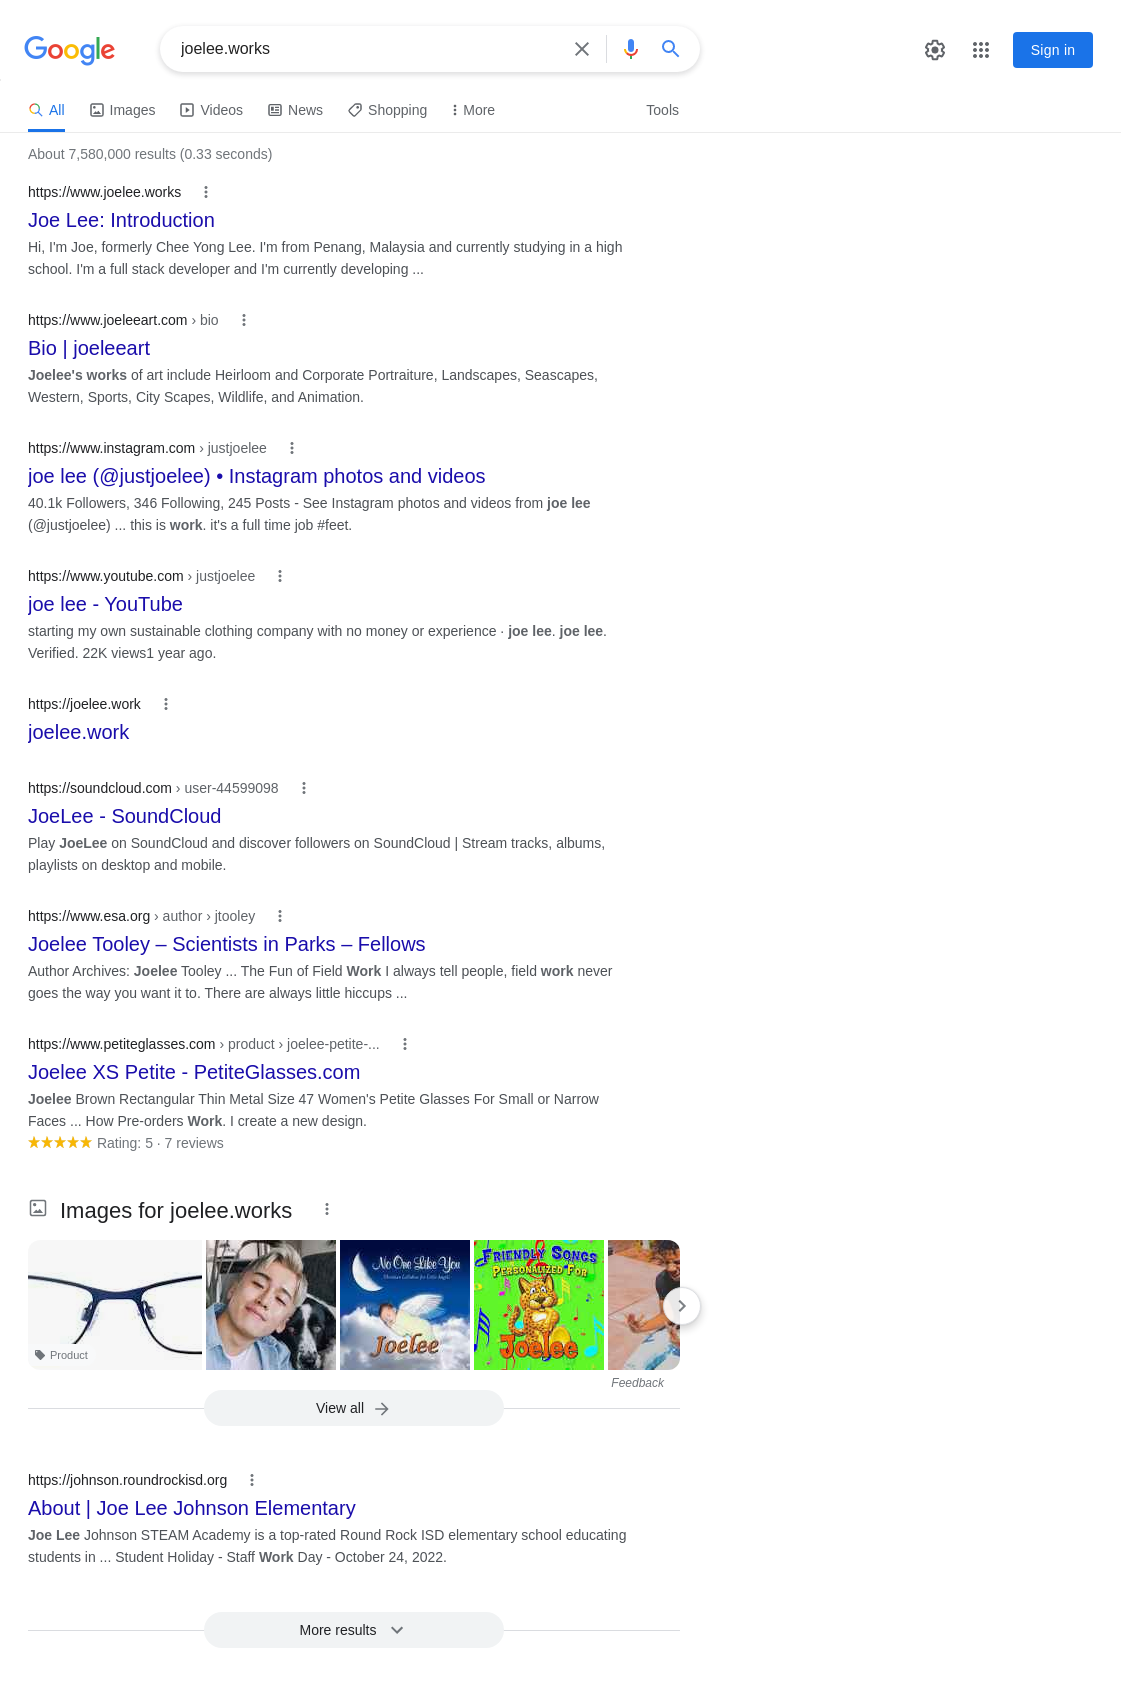 Google
joelee.works
Sign in
All
Images
Videos
News
Shopping
More
Tools
About 7,580,000 results (0.33 seconds)
https://www.joelee.works
Joe Lee: Introduction
Hi, I'm Joe, formerly Chee Yong Lee. I'm from Penang, Malaysia and currently studying in a high
school. I'm a full stack developer and I'm currently developing ...
https://www.joeleeart.com › bio
Bio | joeleeart
Joelee's works of art include Heirloom and Corporate Portraiture, Landscapes, Seascapes,
Western, Sports, City Scapes, Wildlife, and Animation.
https://www.instagram.com › justjoelee
joe lee (@justjoelee) • Instagram photos and videos
40.1k Followers, 346 Following, 245 Posts - See Instagram photos and videos from joe lee
(@justjoelee) ... this is work. it's a full time job #feet.
https://www.youtube.com › justjoelee
joe lee - YouTube
starting my own sustainable clothing company with no money or experience · joe lee. joe lee.
Verified. 22K views1 year ago.
https://joelee.work
joelee.work
https://soundcloud.com › user-44599098
JoeLee - SoundCloud
Play JoeLee on SoundCloud and discover followers on SoundCloud | Stream tracks, albums,
playlists on desktop and mobile.
https://www.esa.org › author › jtooley
Joelee Tooley – Scientists in Parks – Fellows
Author Archives: Joelee Tooley ... The Fun of Field Work I always tell people, field work never
goes the way you want it to. There are always little hiccups ...
https://www.petiteglasses.com › product › joelee-petite-...
Joelee XS Petite - PetiteGlasses.com
Joelee Brown Rectangular Thin Metal Size 47 Women's Petite Glasses For Small or Narrow
Faces ... How Pre-orders Work. I create a new design.
Rating: 5 · 7 reviews
Images for joelee.works
No One Like You
Christian Lullabies for Little Angels
Joelee
FRIENDLY SONGS
PERSONALIZED FOR
Joelee
Product
Feedback
View all
https://johnson.roundrockisd.org
About | Joe Lee Johnson Elementary
Joe Lee Johnson STEAM Academy is a top-rated Round Rock ISD elementary school educating
students in ... Student Holiday - Staff Work Day - October 24, 2022.
More results